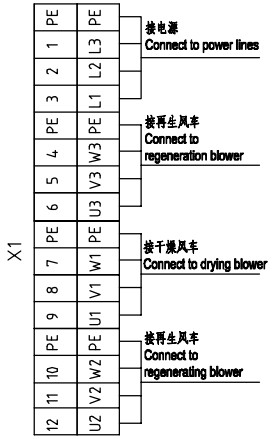 X1
PE PE
1 L3
2 L2
3 L1
接电源
Connect to power lines
PE PE
4 W3
5 V3
6 U3
接再生风车
Connect to
regeneration blower
PE PE
7 W1
8 V1
9 U1
接干燥风车
Connect to drying blower
PE PE
10 W2
11 V2
12 U2
接再生风车
Connect to
regenerating blower